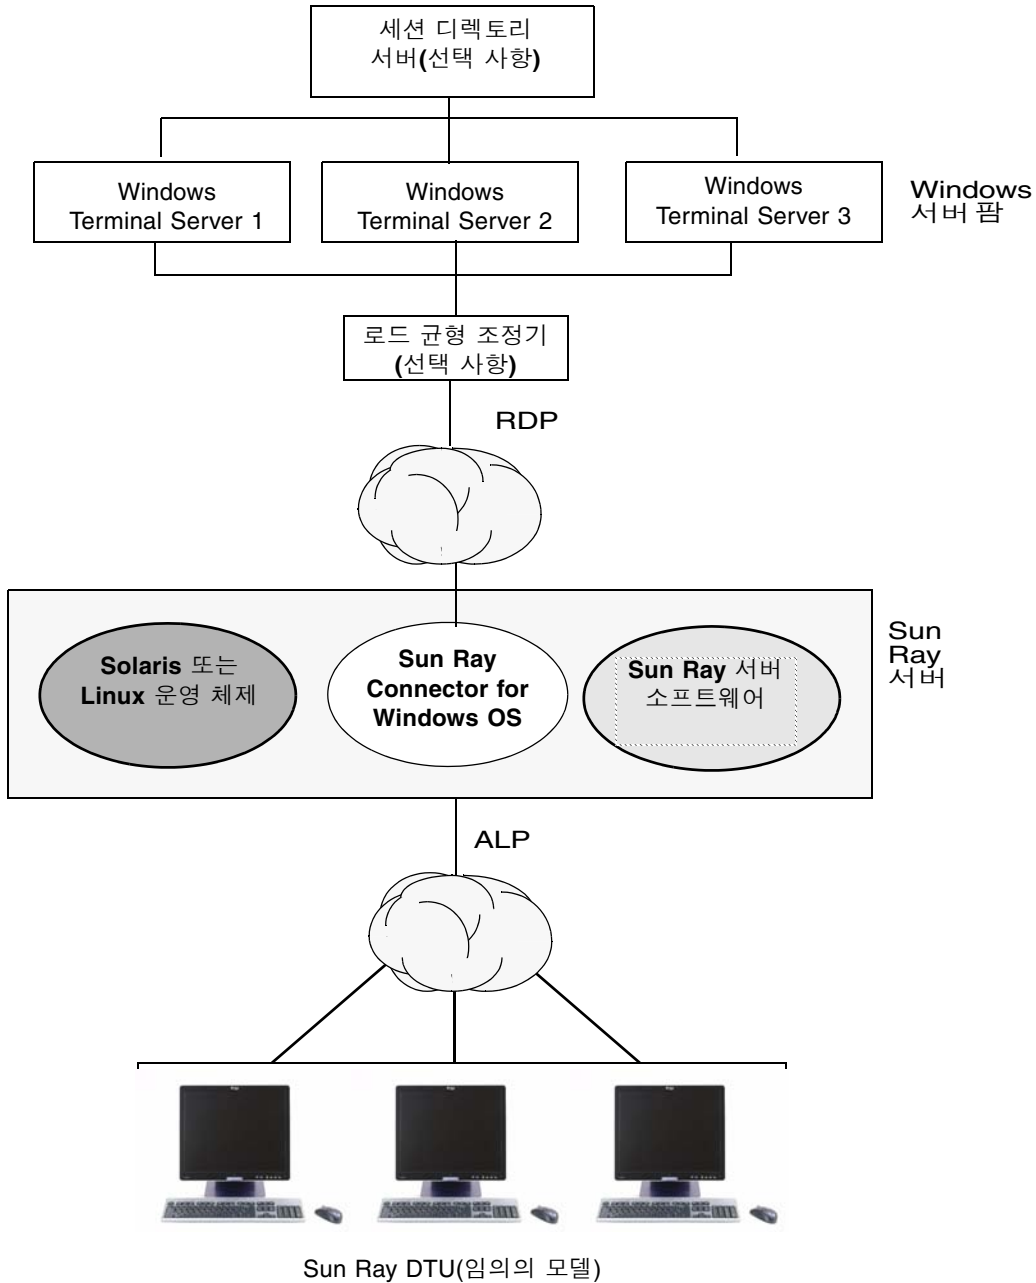 세션 디렉토리
서버(선택 사항)
Windows
Terminal Server 1
Windows
Terminal Server 2
Windows
Terminal Server 3
Windows
서버 팜
로드 균형 조정기
(선택 사항)
RDP
Solaris 또는
Linux 운영 체제
Sun Ray
Connector for
Windows OS
Sun Ray 서버
소프트웨어
Sun
Ray
서버
ALP
Sun Ray DTU(임의의 모델)